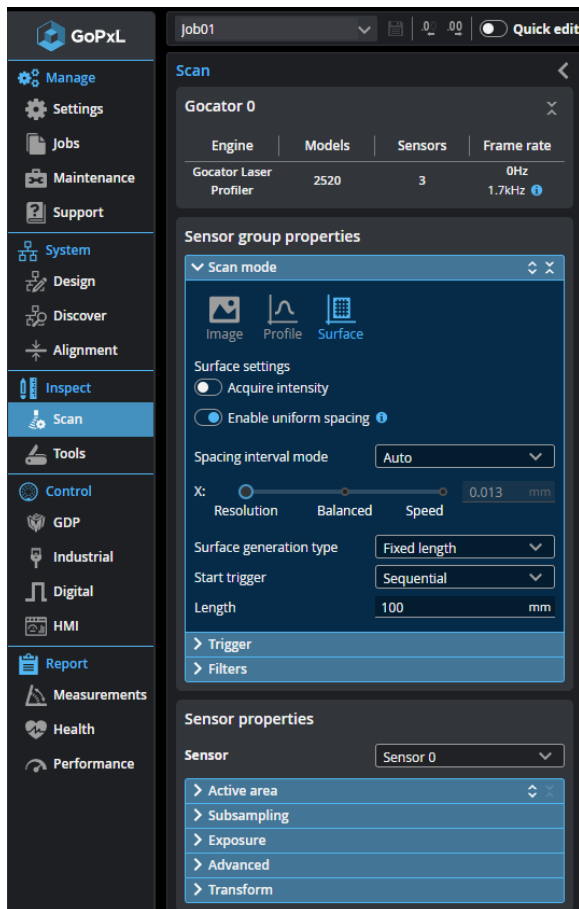 GoPxL
Manage
Settings
Jobs
Maintenance
Support
System
Design
Discover
Alignment
Inspect
Scan
Tools
Control
GDP
Industrial
Digital
HMI
Report
Measurements
Health
Performance
Job01
.0 .00 Quick edit
Scan
Gocator 0
Engine Models Sensors Frame rate
Gocator Laser Profiler 2520 3 0Hz
1.7kHz
Sensor group properties
Scan mode
Image Profile Surface
Surface settings
Acquire intensity
Enable uniform spacing
Spacing interval mode Auto
X: 0.013 mm
Resolution Balanced Speed
Surface generation type Fixed length
Start trigger Sequential
Length 100 mm
Trigger
Filters
Sensor properties
Sensor Sensor 0
Active area
Subsampling
Exposure
Advanced
Transform